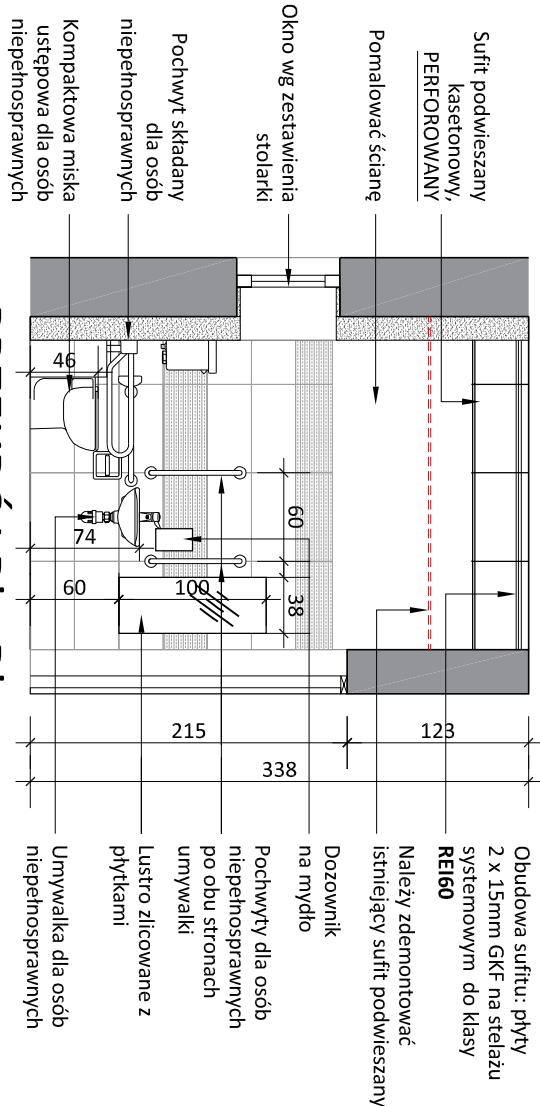 Sufit podwieszany
kasetonowy,
PERFOROWANY
Pomalować ścianę
Okno wg zestawienia
stolarki
Pochwyt składany
dla osób
niepełnosprawnych
Kompaktowa miska
ustępowa dla osób
niepełnosprawnych
46
74
60
100
60
38
215
123
338
Obudowa sufitu: płyty
2 x 15mm GKF na stelażu
systemowym do klasy
REI60
Należy zdemontować
istniejący sufit podwieszany
Dozownik
na mydło
Pochwyty dla osób
niepełnosprawnych
po obu stronach
umywalki
Lustro zlicowane z
płytkami
Umywalka dla osób
niepełnosprawnych